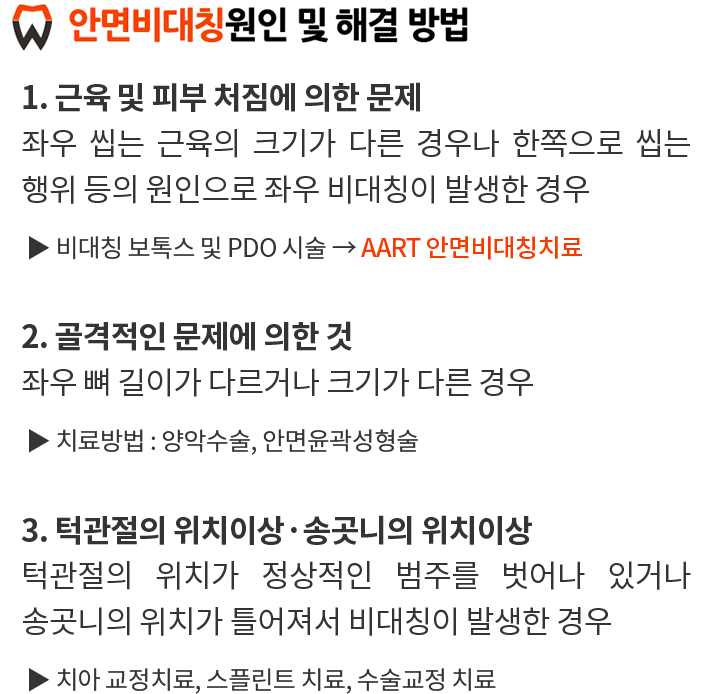 안면비대칭원인 및 해결 방법
1. 근육 및 피부 처짐에 의한 문제
좌우 씹는 근육의 크기가 다른 경우나 한쪽으로 씹는
행위 등의 원인으로 좌우 비대칭이 발생한 경우
▶ 비대칭 보톡스 및 PDO 시술 → AART 안면비대칭치료
2. 골격적인 문제에 의한 것
좌우 뼈 길이가 다르거나 크기가 다른 경우
▶ 치료방법 : 양악수술, 안면윤곽성형술
3. 턱관절의 위치이상 · 송곳니의 위치이상
턱관절의 위치가 정상적인 범주를 벗어나 있거나
송곳니의 위치가 틀어져서 비대칭이 발생한 경우
▶ 치아 교정치료, 스플린트 치료, 수술교정 치료